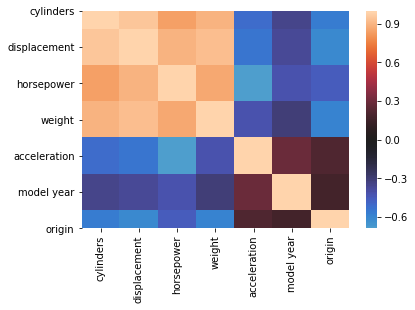 cylinders
displacement
horsepower
weight
acceleration
model year
origin
cylinders
displacement
horsepower
weight
acceleration
model year
origin
0.9
0.6
0.3
0.0
−0.3
−0.6